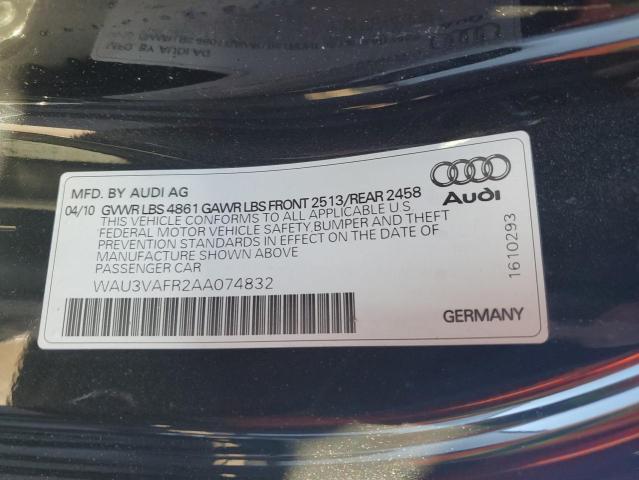 MFD. BY AUDI AG
04/10 GVWR LBS 4861 GAWR LBS FRONT 2513/REAR 2458
THIS VEHICLE CONFORMS TO ALL APPLICABLE U S
FEDERAL MOTOR VEHICLE SAFETY, BUMPER AND THEFT
PREVENTION STANDARDS IN EFFECT ON THE DATE OF
MANUFACTURE SHOWN ABOVE
PASSENGER CAR
WAU3VAFR2AA074832
Audi
1610293
GERMANY